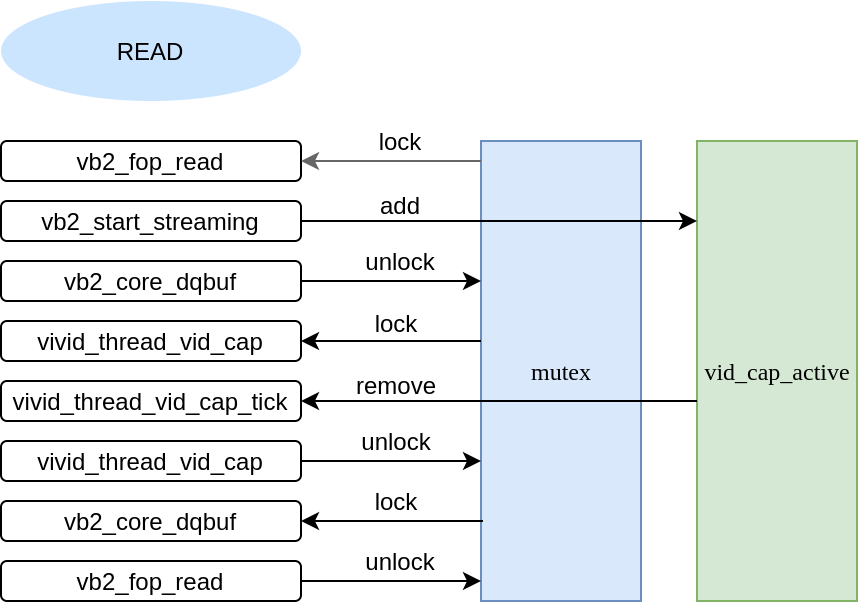 READ
vb2_fop_read
lock
vb2_start_streaming
add
vb2_core_dqbuf
unlock
vivid_thread_vid_cap
lock
mutex
vid_cap_active
vivid_thread_vid_cap_tick
remove
vivid_thread_vid_cap
unlock
vb2_core_dqbuf
lock
vb2_fop_read
unlock